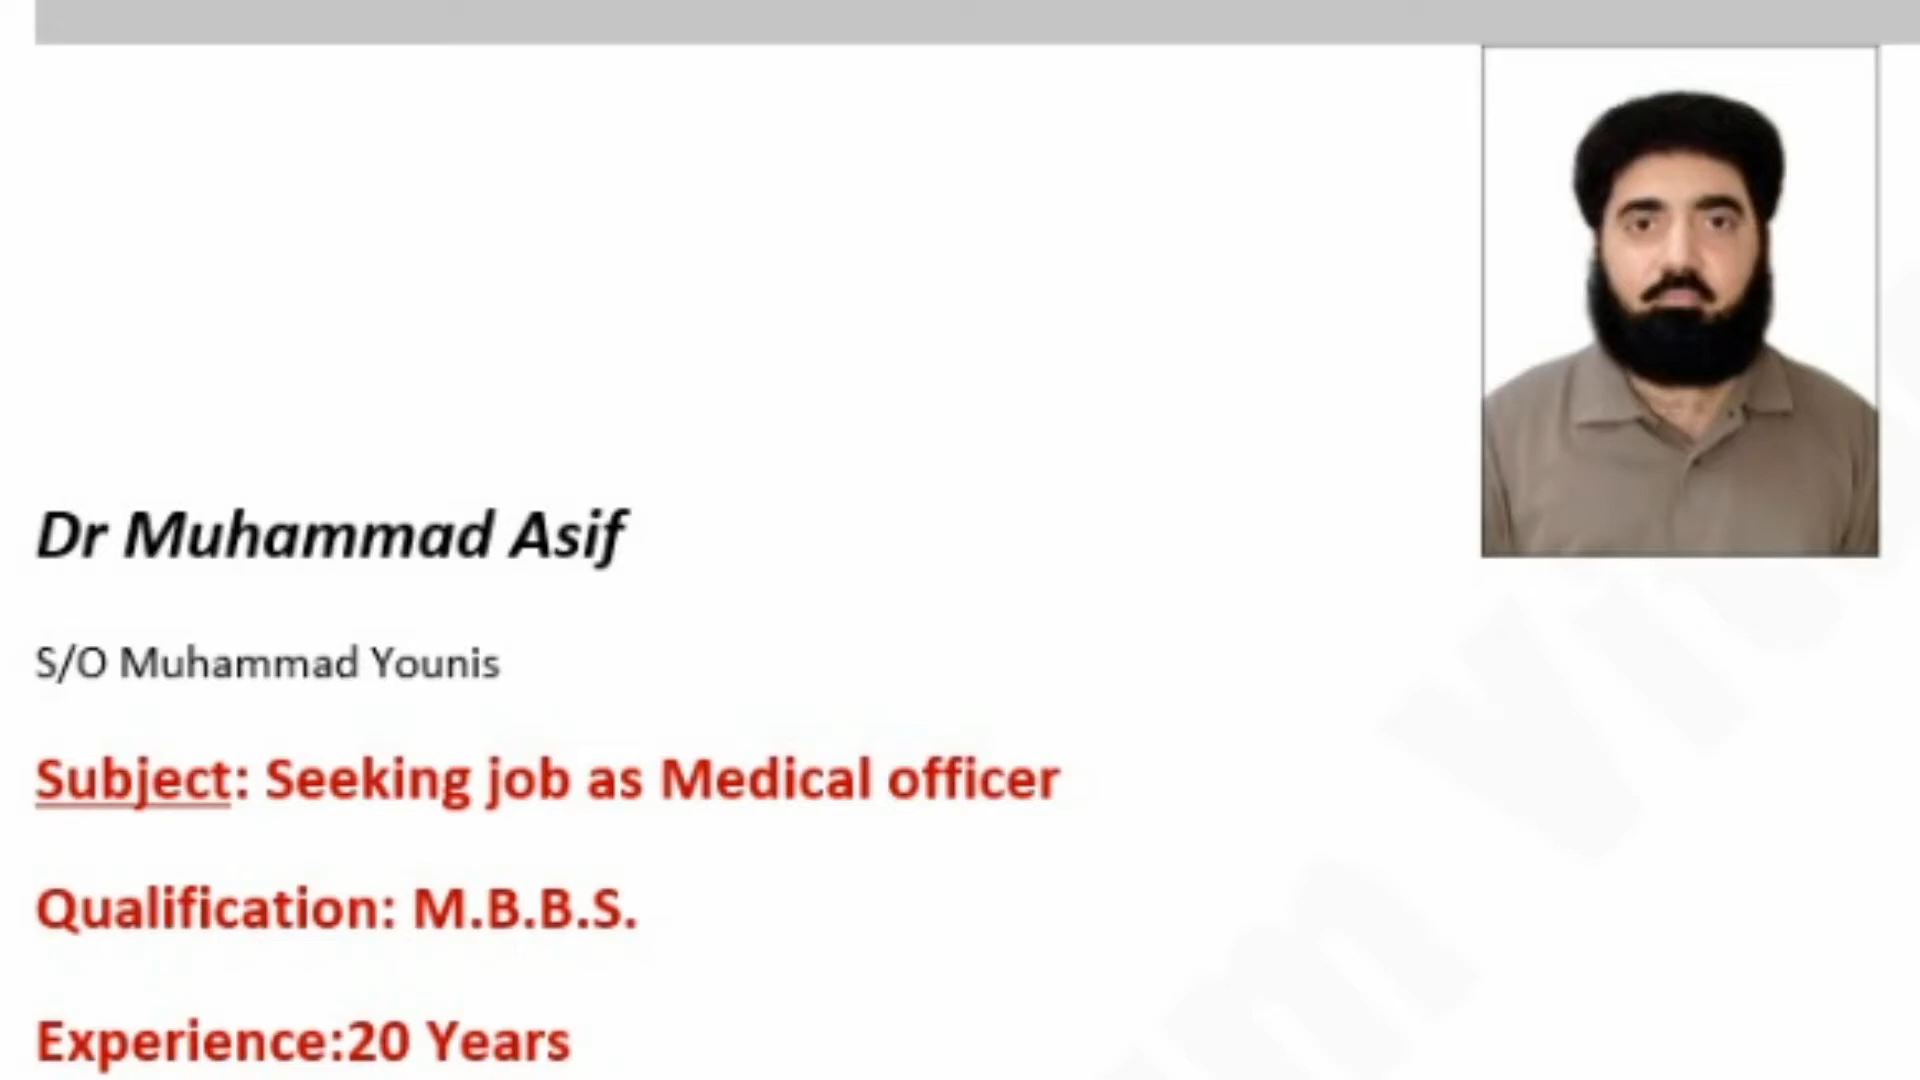 Dr Muhammad Asif
S/O Muhammad Younis
Subject: Seeking job as Medical officer
Qualification: M.B.B.S.
Experience:20 Years